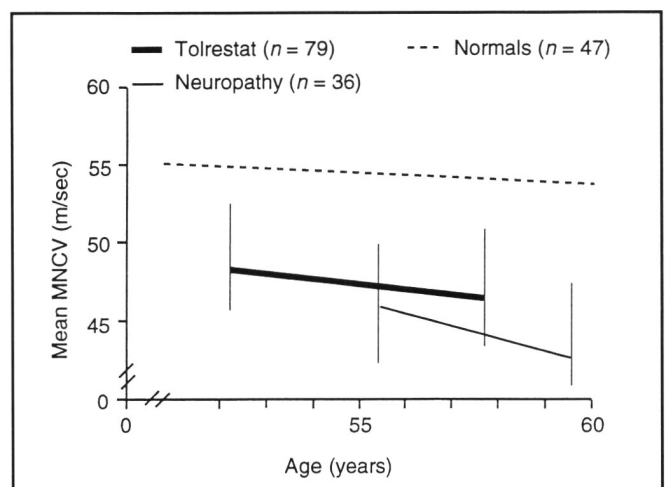 Tolrestat (n = 79)
Normals (n = 47)
Neuropathy (n = 36)
60
55
50
45
0
Mean MNCV (m/sec)
0
55
60
Age (years)